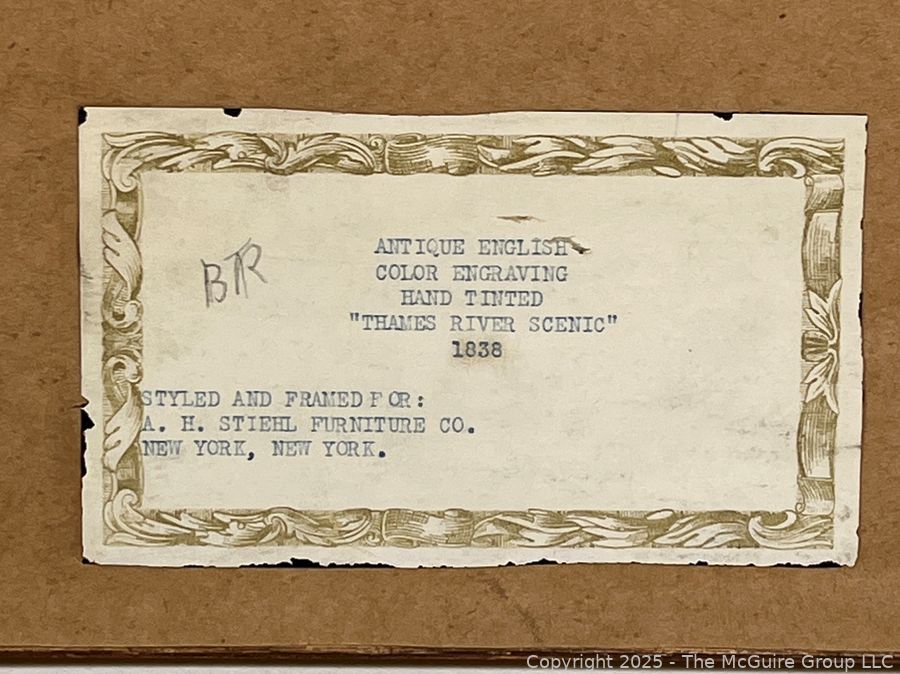 BTR
ANTIQUE ENGLISH
COLOR ENGRAVING
HAND TINTED
"THAMES RIVER SCENIC"
1838
STYLED AND FRAMED FOR:
A. H. STIEHL FURNITURE CO.
NEW YORK, NEW YORK.
Copyright 2025 - The McGuire Group LLC